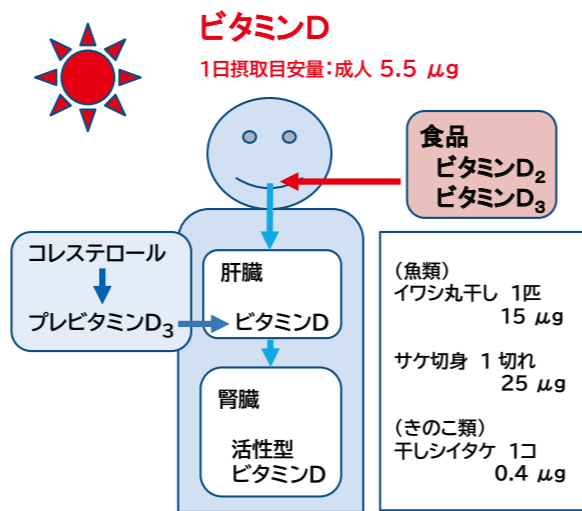 ビタミンD
1日摂取目安量:成人 5.5 μg
食品
ビタミンD₂
ビタミンD₃
コレステロール
プレビタミンD₃
肝臓
ビタミンD
腎臓
活性型
ビタミンD
(魚類)
イワシ丸干し 1匹
15 μg
サケ切身 1 切れ
25 μg
(きのこ類)
干しシイタケ 1コ
0.4 μg